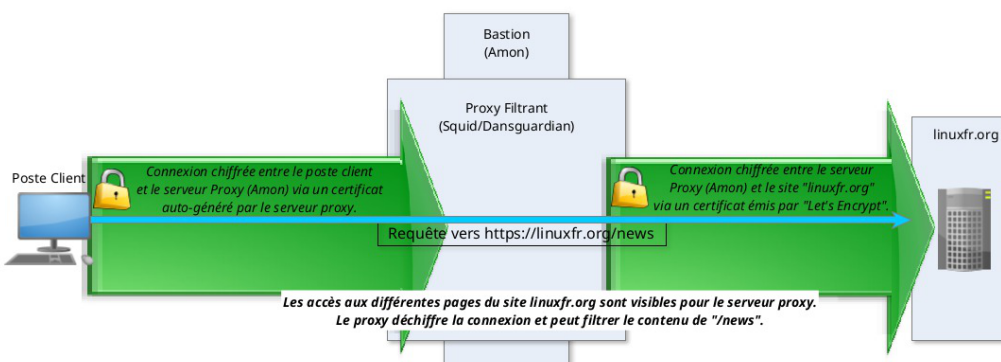 Bastion
(Amon)
Proxy Filtrant
(Squid/Dansguardian)
linuxfr.org
Poste Client
Connexion chiffrée entre le poste client
et le serveur Proxy (Amon) via un certificat
auto-généré par le serveur proxy.
Connexion chiffrée entre le serveur
Proxy (Amon) et le site "linuxfr.org"
via un certificat émis par "Let's Encrypt".
Requête vers https://linuxfr.org/news
Les accès aux différentes pages du site linuxfr.org sont visibles pour le serveur proxy.
Le proxy déchiffre la connexion et peut filtrer le contenu de "/news".